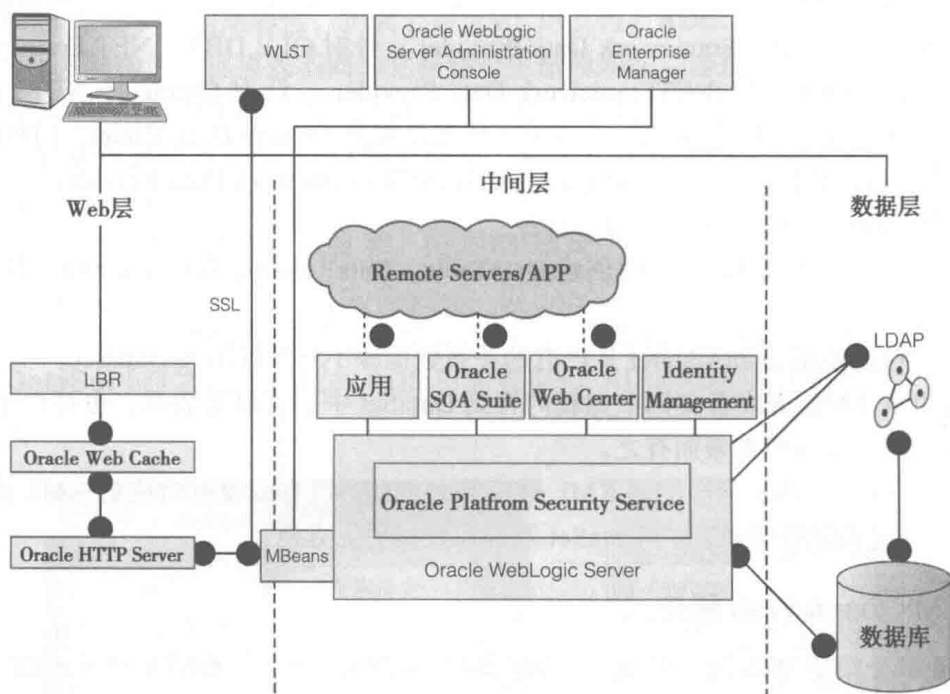 WLST
Oracle WebLogic
Server Administration
Console
Oracle
Enterprise
Manager
中间层
Web层
数据层
Remote Servers/APP
SSL
LDAP
LBR
应用
Oracle
SOA Suite
Oracle
Web Center
Identity
Management
Oracle Web Cache
Oracle Platfrom Security Service
Oracle HTTP Server
MBeans
Oracle WebLogic Server
数据库